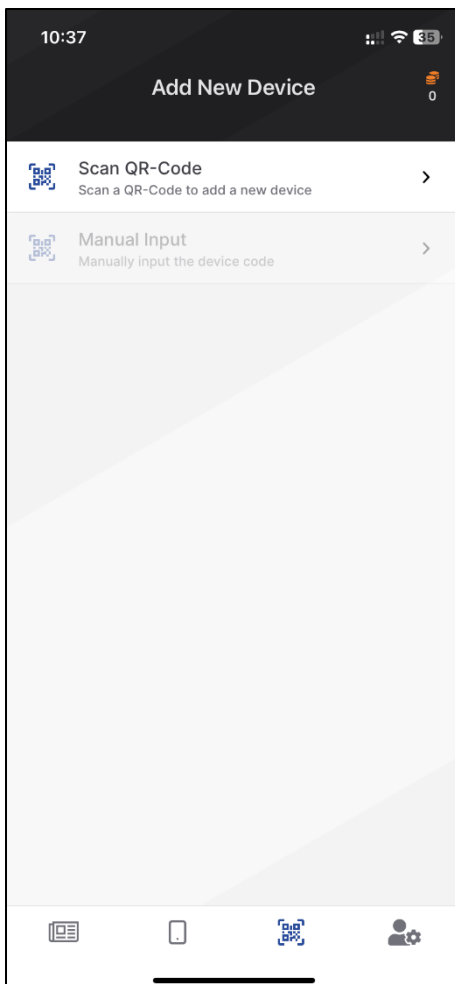 10:37
35
Add New Device
0
Scan QR-Code
Scan a QR-Code to add a new device
Manual Input
Manually input the device code